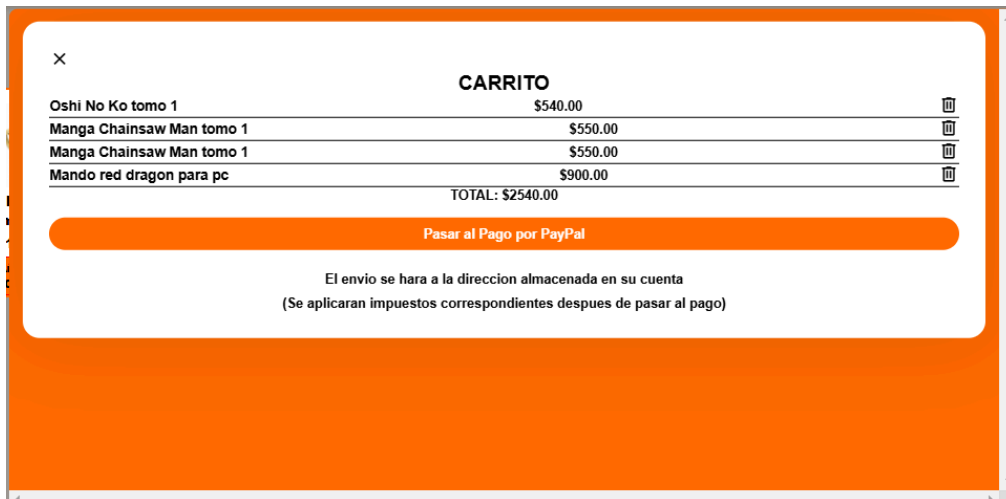 CARRITO
Oshi No Ko tomo 1 $540.00
Manga Chainsaw Man tomo 1 $550.00
Manga Chainsaw Man tomo 1 $550.00
Mando red dragon para pc $900.00
TOTAL: $2540.00
Pasar al Pago por PayPal
El envio se hara a la direccion almacenada en su cuenta
(Se aplicaran impuestos correspondientes despues de pasar al pago)